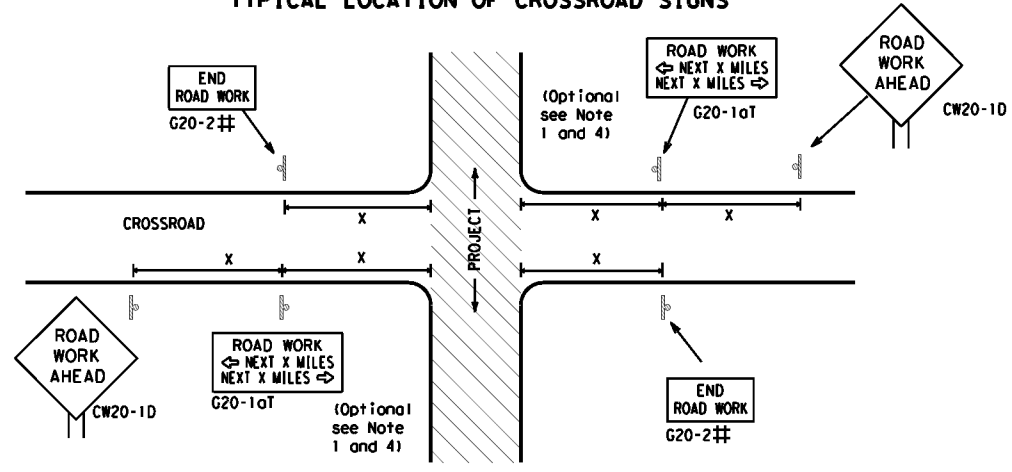 TYPICAL LOCATION OF CROSSROAD SIGNS
END
ROAD WORK
G20-2#
(Optional
see Note
1 and 4)
ROAD WORK
⇦ NEXT X MILES
NEXT X MILES ⇨
G20-1aT
ROAD
WORK
AHEAD
CW20-1D
CROSSROAD
X
X
X
PROJECT
X
X
X
ROAD
WORK
AHEAD
CW20-1D
ROAD WORK
⇦ NEXT X MILES
NEXT X MILES ⇨
G20-1aT
(Optional
see Note
1 and 4)
END
ROAD WORK
G20-2#